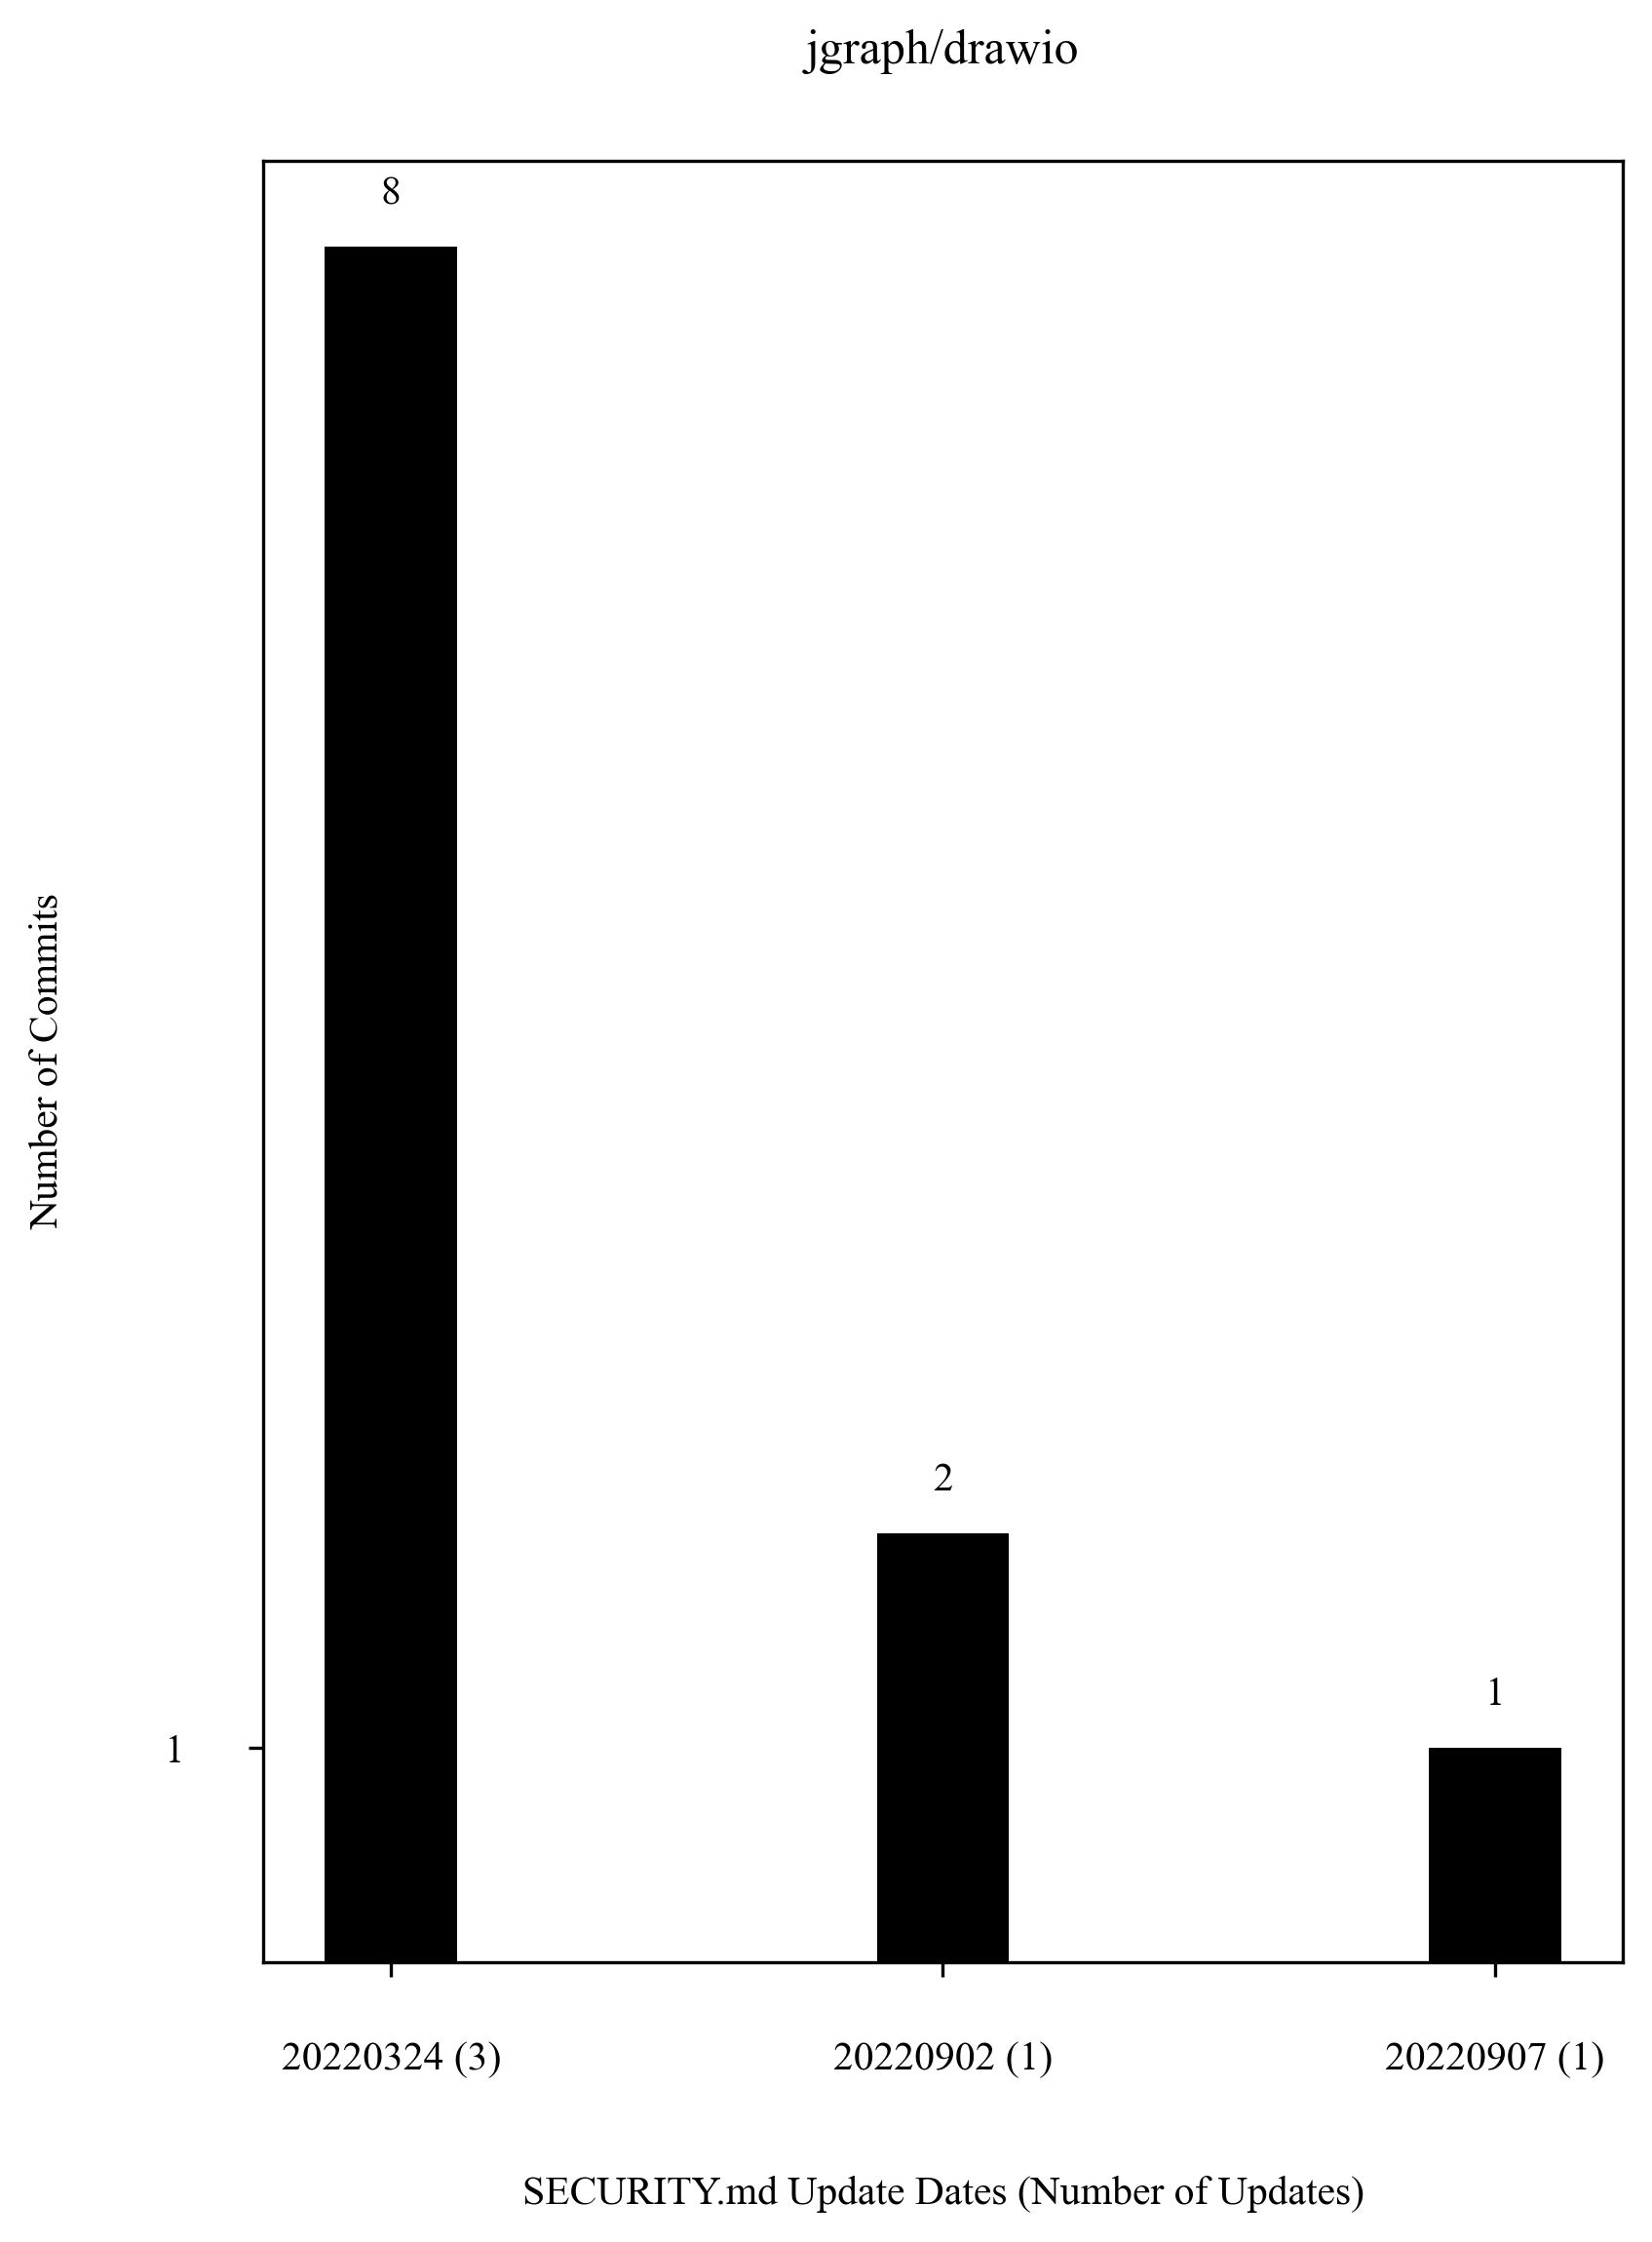 jgraph/drawio
8
Number of Commits
2
1
1
20220324 (3) 20220902 (1) 20220907 (1)
SECURITY.md Update Dates (Number of Updates)